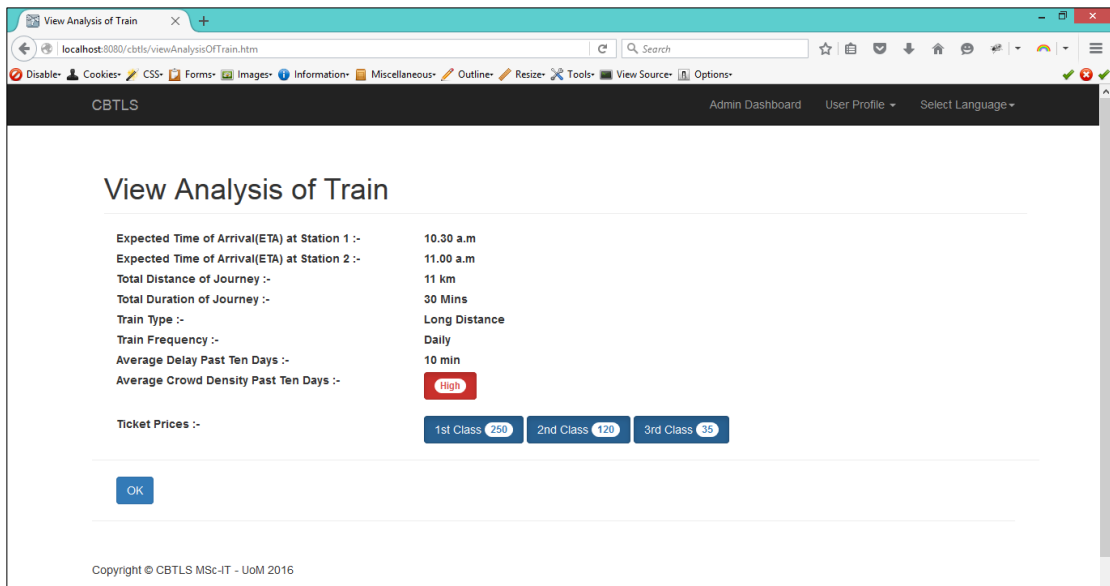 View Analysis of Train
localhost:8080/cbtls/viewAnalysisOfTrain.htm
Search
Disable Cookies CSS Forms Images Information Miscellaneous Outline Resize Tools View Source Options
CBTLS Admin Dashboard User Profile Select Language
View Analysis of Train
Expected Time of Arrival(ETA) at Station 1 :- 10.30 a.m
Expected Time of Arrival(ETA) at Station 2 :- 11.00 a.m
Total Distance of Journey :- 11 km
Total Duration of Journey :- 30 Mins
Train Type :- Long Distance
Train Frequency :- Daily
Average Delay Past Ten Days :- 10 min
Average Crowd Density Past Ten Days :- High
Ticket Prices :- 1st Class 250 2nd Class 120 3rd Class 35
OK
Copyright © CBTLS MSc-IT - UoM 2016